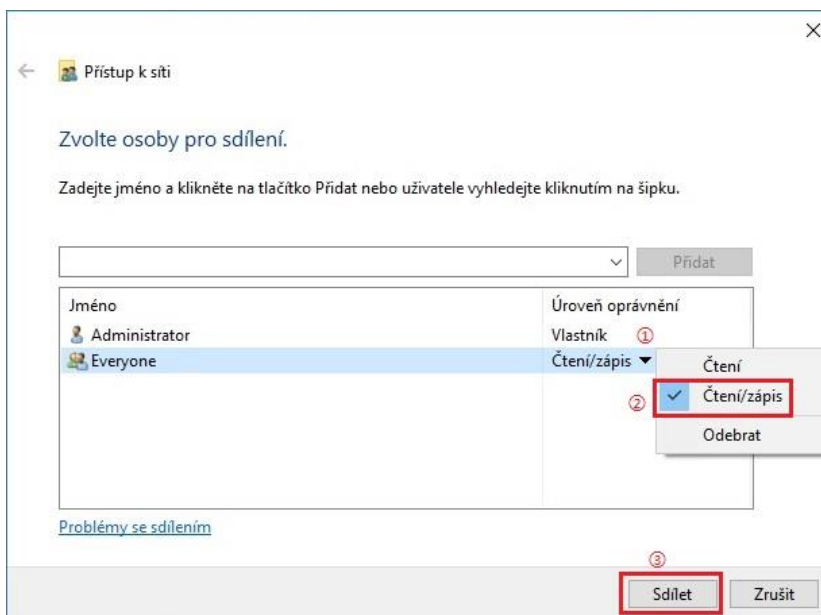 Přístup k síti
Zvolte osoby pro sdílení.
Zadejte jméno a klikněte na tlačítko Přidat nebo uživatele vyhledejte kliknutím na šipku.
Přidat
Jméno Úroveň oprávnění
Administrator Vlastník ①
Everyone Čtení/zápis Čtení
② Čtení/zápis
Odebrat
Problémy se sdílením
③
Sdílet Zrušit